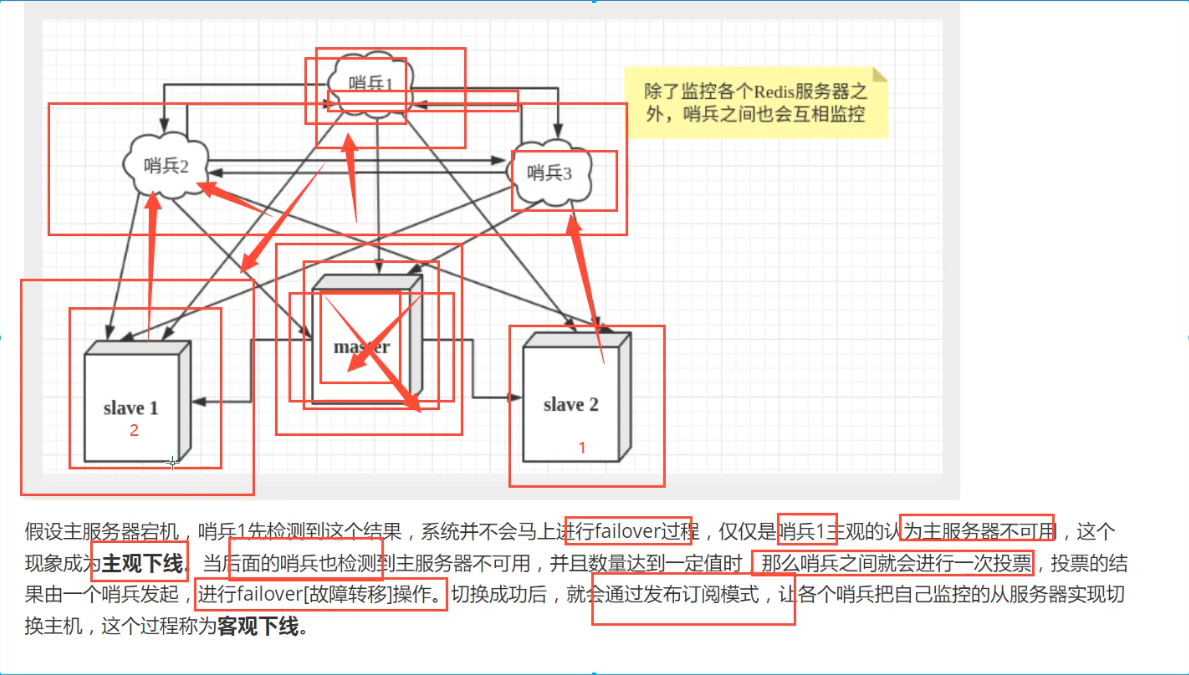 哨兵1
除了监控各个Redis服务器之
外，哨兵之间也会互相监控
哨兵2
哨兵3
master
slave 1
2
slave 2
1
假设主服务器宕机，哨兵1先检测到这个结果，系统并不会马上进行failover过程，仅仅是哨兵1主观的认为主服务器不可用，这个
现象成为主观下线。当后面的哨兵也检测到主服务器不可用，并且数量达到一定值时，那么哨兵之间就会进行一次投票，投票的结
果由一个哨兵发起，进行failover[故障转移]操作。切换成功后，就会通过发布订阅模式，让各个哨兵把自己监控的从服务器实现切
换主机，这个过程称为客观下线。